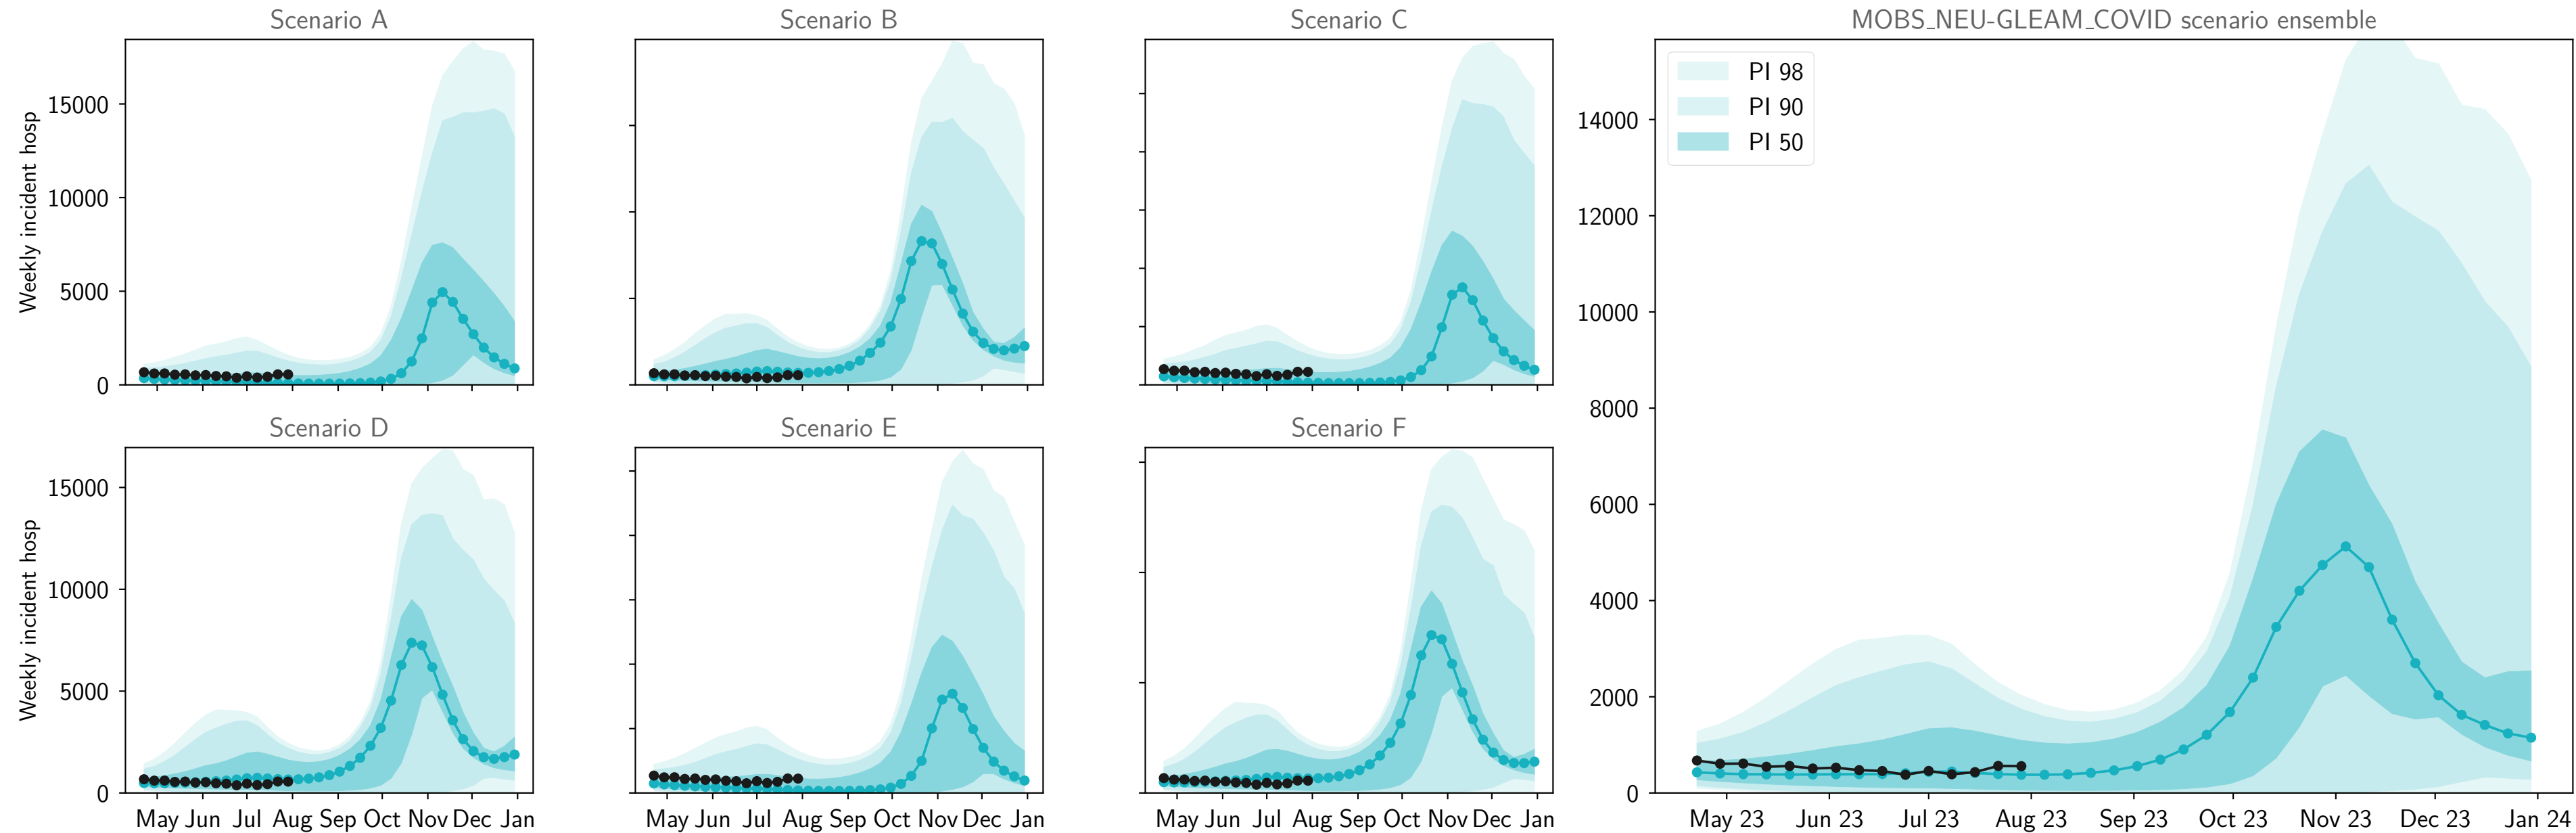 Scenario A
Scenario B
Scenario C
MOBS_NEU-GLEAM_COVID scenario ensemble
Weekly incident hosp
15000
10000
5000
0
PI 98
PI 90
PI 50
14000
12000
10000
8000
6000
4000
2000
0
Scenario D
Scenario E
Scenario F
Weekly incident hosp
15000
10000
5000
0
May Jun Jul Aug Sep Oct Nov Dec Jan
May Jun Jul Aug Sep Oct Nov Dec Jan
May Jun Jul Aug Sep Oct Nov Dec Jan
May 23 Jun 23 Jul 23 Aug 23 Sep 23 Oct 23 Nov 23 Dec 23 Jan 24